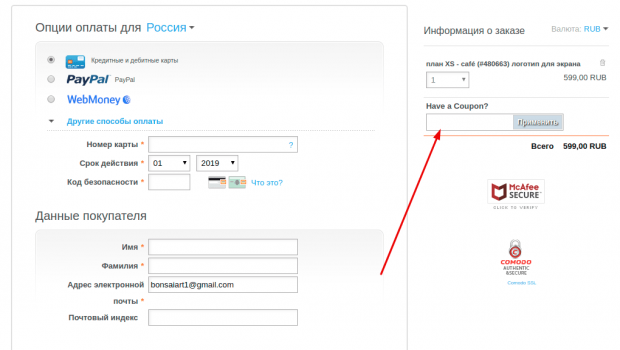 Опции оплаты для Россия
Кредитные и дебитные карты
PayPal PayPal
WebMoney
Другие способы оплаты
Номер карты * ?
Срок действия * 01 2019
Код безопасности * Что это?
Данные покупателя
Имя *
Фамилия *
Адрес электронной почты * bonsaiart1@gmail.com
Почтовый индекс
Информация о заказе Валюта: RUB
план XS - café (#480663) логотип для экрана
1 599,00 RUB
Have a Coupon?
Применить
Всего 599,00 RUB
McAfee
SECURE
CLICK TO VERIFY
COMODO
AUTHENTIC
&SECURE
Comodo SSL